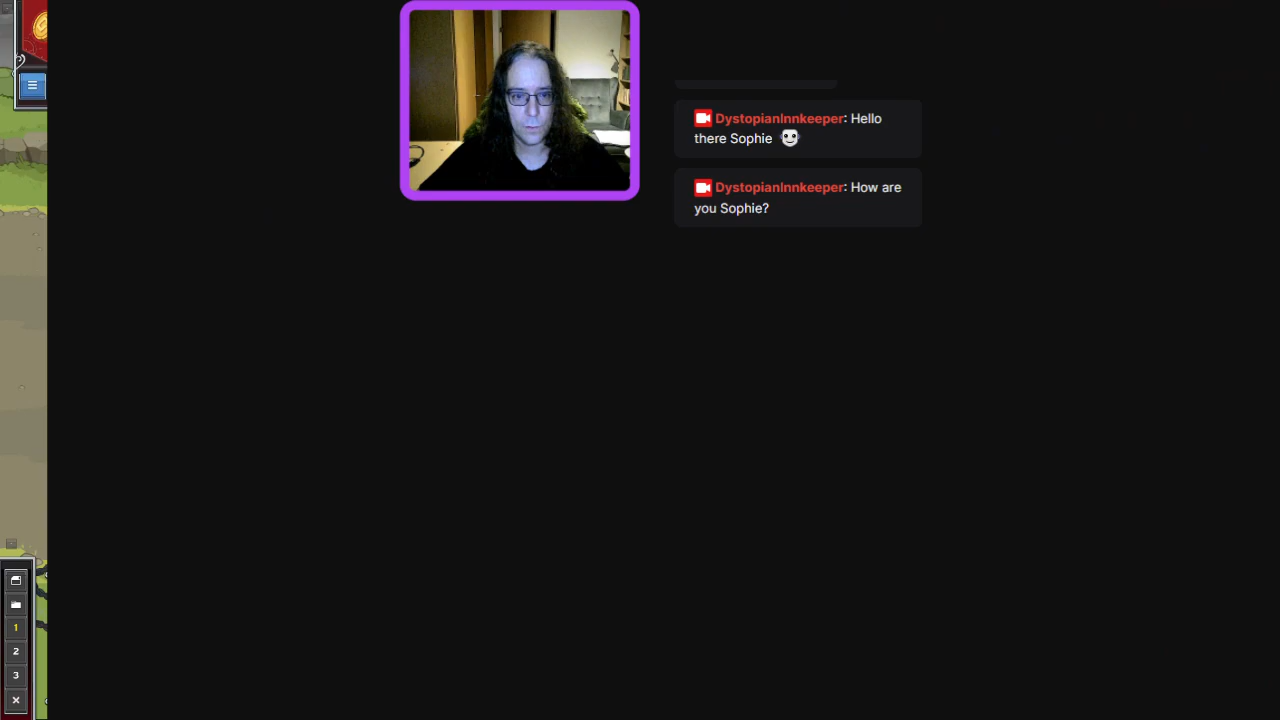 DystopianInnkeeper: Hello
there Sophie
DystopianInnkeeper: How are
you Sophie?
1
2
3